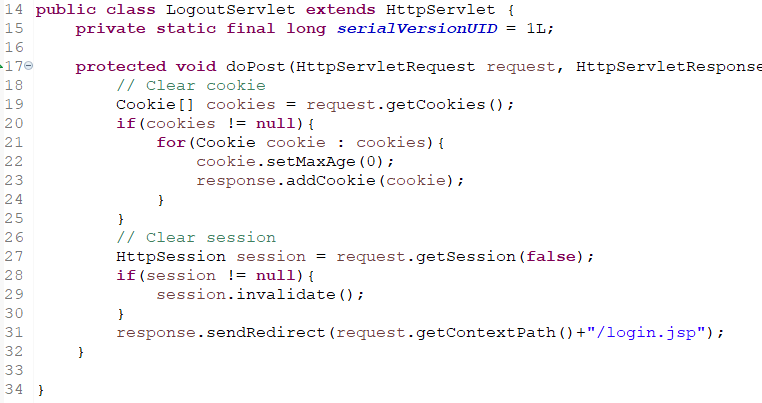 14 public class LogoutServlet extends HttpServlet {
15     private static final long serialVersionUID = 1L;
16
17     protected void doPost(HttpServletRequest request, HttpServletResponse
18         // Clear cookie
19         Cookie[] cookies = request.getCookies();
20         if(cookies != null){
21             for(Cookie cookie : cookies){
22                 cookie.setMaxAge(0);
23                 response.addCookie(cookie);
24             }
25         }
26         // Clear session
27         HttpSession session = request.getSession(false);
28         if(session != null){
29             session.invalidate();
30         }
31         response.sendRedirect(request.getContextPath()+"/login.jsp");
32     }
33
34 }